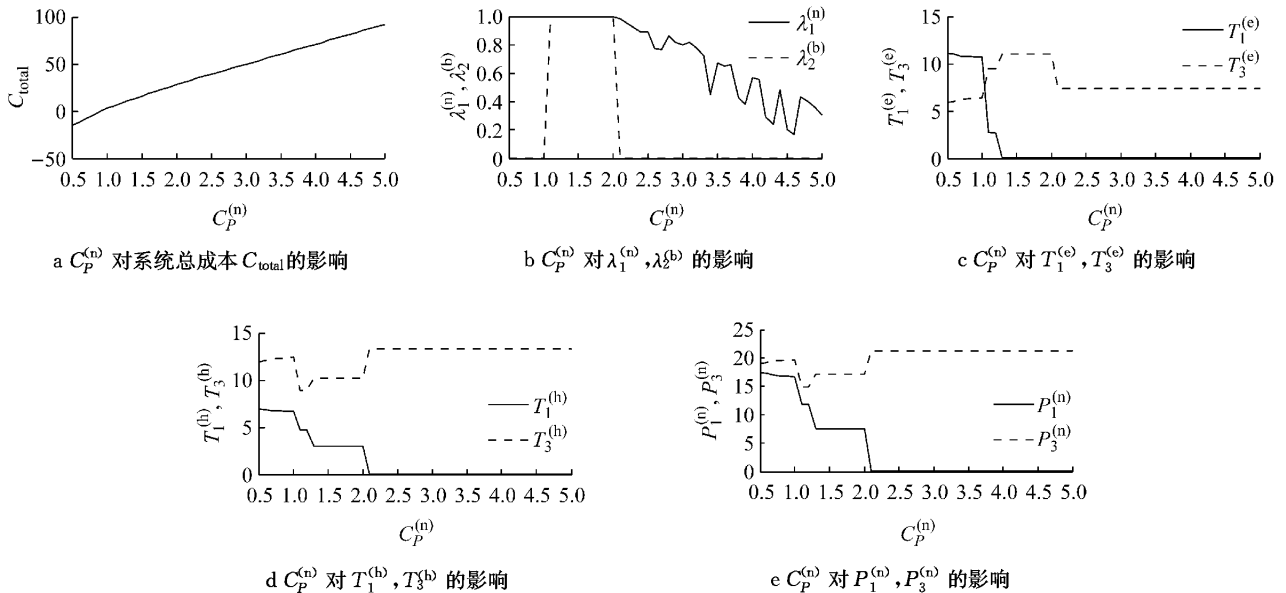 100
50
0
−50
C_total
0.5 1.0 1.5 2.0 2.5 3.0 3.5 4.0 4.5 5.0
C_P^(n)
a C_P^(n) 对系统总成本 C_total的影响
1.0
0.8
0.6
0.4
0.2
0
λ_1^(n), λ_2^(b)
λ_1^(n)
λ_2^(b)
0.5 1.0 1.5 2.0 2.5 3.0 3.5 4.0 4.5 5.0
C_P^(n)
b C_P^(n) 对 λ_1^(n),λ_2^(b) 的影响
15
10
5
0
T_1^(e), T_3^(e)
T_1^(e)
T_3^(e)
0.5 1.0 1.5 2.0 2.5 3.0 3.5 4.0 4.5 5.0
C_P^(n)
c C_P^(n) 对 T_1^(e),T_3^(e) 的影响
15
10
5
0
T_1^(h), T_3^(h)
T_1^(h)
T_3^(h)
0.5 1.0 1.5 2.0 2.5 3.0 3.5 4.0 4.5 5.0
C_P^(n)
d C_P^(n) 对 T_1^(h),T_3^(h) 的影响
25
20
15
10
5
0
P_1^(n), P_3^(n)
P_1^(n)
P_3^(n)
0.5 1.0 1.5 2.0 2.5 3.0 3.5 4.0 4.5 5.0
C_P^(n)
e C_P^(n) 对 P_1^(n),P_3^(n) 的影响